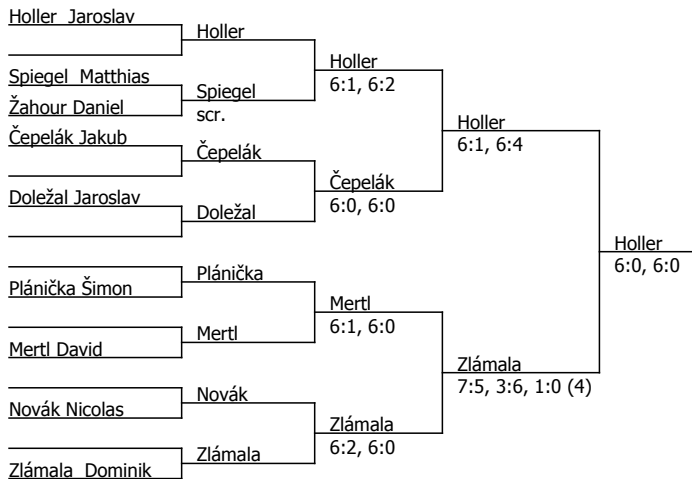 Holler  Jaroslav
Holler
Holler
6:1, 6:2
Spiegel  Matthias
Spiegel
scr.
Žahour Daniel
Holler
6:1, 6:4
Čepelák Jakub
Čepelák
Čepelák
6:0, 6:0
Doležal Jaroslav
Doležal
Holler
6:0, 6:0
Plánička
Plánička Šimon
Mertl
6:1, 6:0
Mertl
Mertl David
Zlámala
7:5, 3:6, 1:0 (4)
Novák
Novák Nicolas
Zlámala
6:2, 6:0
Zlámala
Zlámala  Dominik